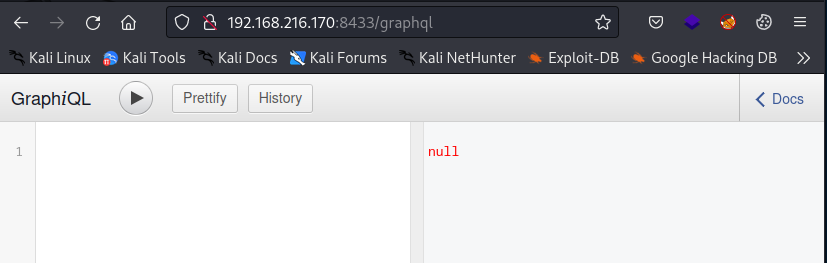 192.168.216.170:8433/graphql
Kali Linux Kali Tools Kali Docs Kali Forums Kali NetHunter Exploit-DB Google Hacking DB
GraphiQL Prettify History Docs
1 null